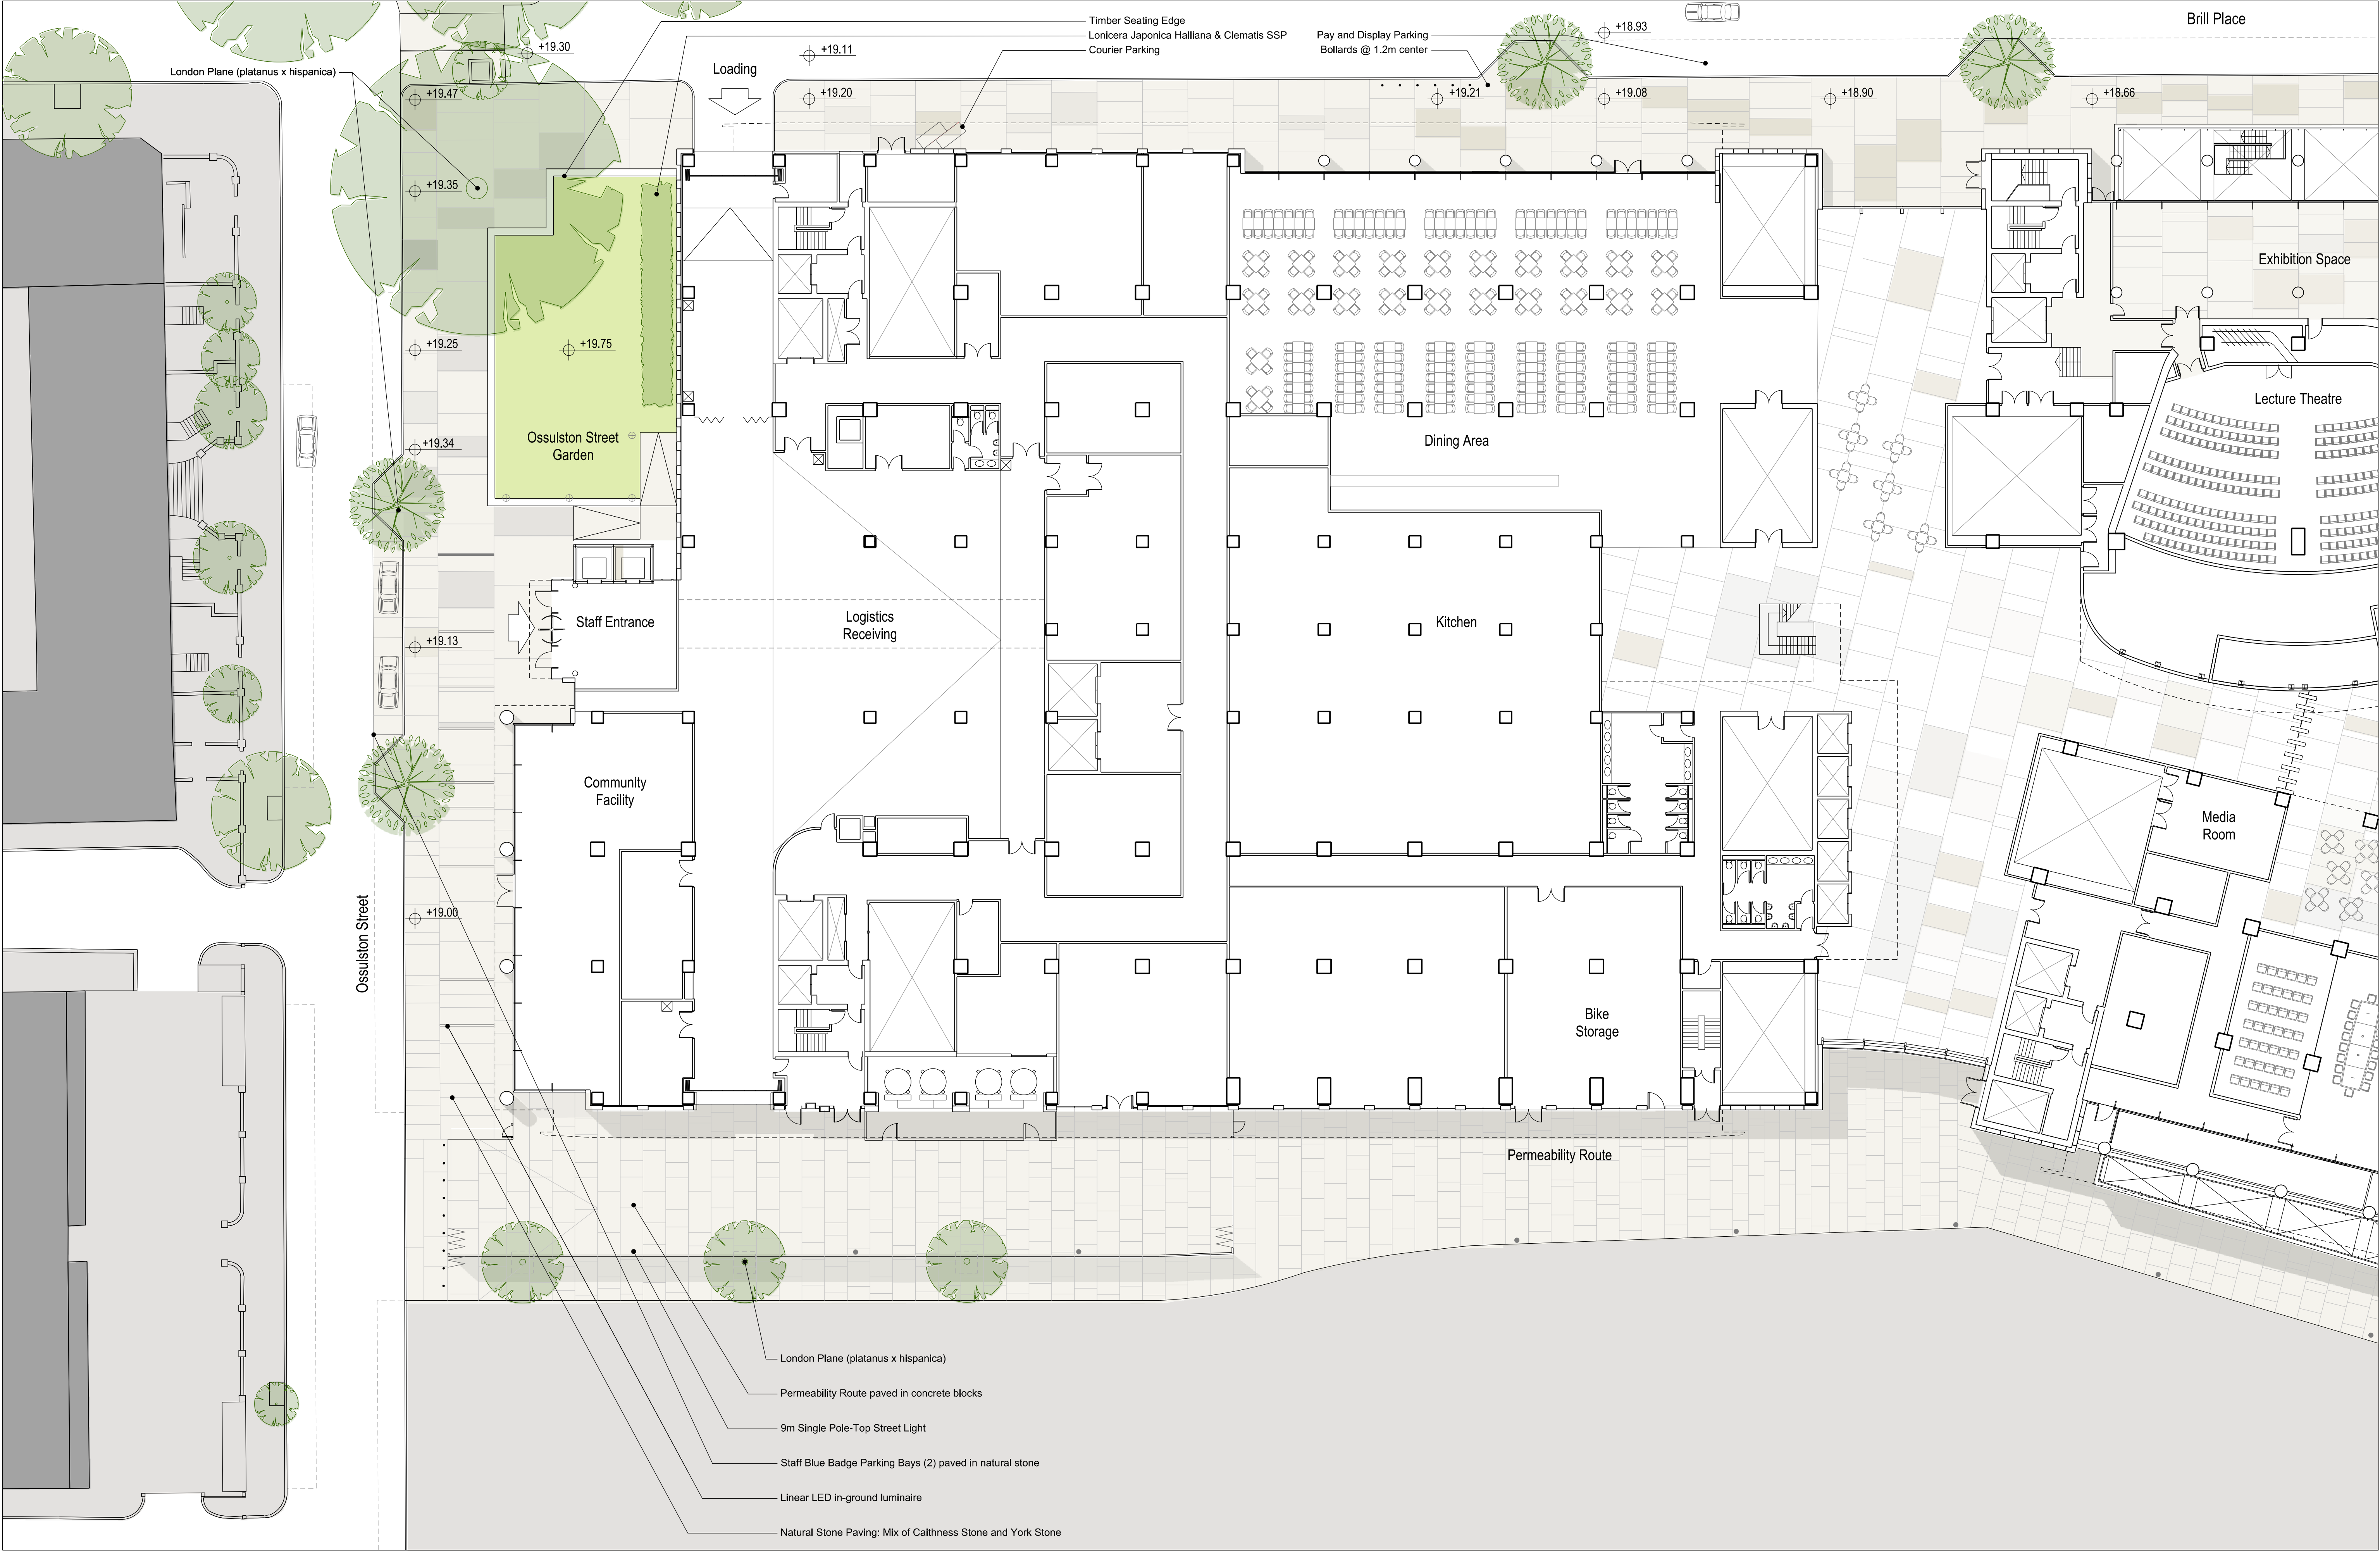 Brill Place
Timber Seating Edge
Lonicera Japonica Halliana & Clematis SSP
Courier Parking
Pay and Display Parking
Bollards @ 1.2m center
+18.93
+19.30
+19.11
London Plane (platanus x hispanica)
Loading
+19.47
+19.20
+19.21
+19.08
+18.90
+18.66
+19.35
Exhibition Space
+19.25
+19.75
Lecture Theatre
+19.34
Ossulston Street
Garden
Dining Area
Staff Entrance
Logistics
Receiving
Kitchen
+19.13
Community
Facility
Media
Room
+19.00
Ossulston Street
Bike
Storage
Permeability Route
London Plane (platanus x hispanica)
Permeability Route paved in concrete blocks
9m Single Pole-Top Street Light
Staff Blue Badge Parking Bays (2) paved in natural stone
Linear LED in-ground luminaire
Natural Stone Paving: Mix of Caithness Stone and York Stone